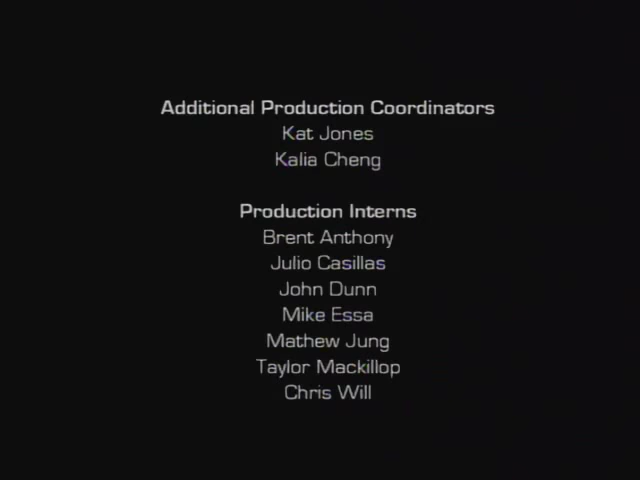 Additional Production Coordinators
Kat Jones
Kalia Cheng
Production Interns
Brent Anthony
Julio Casillas
John Dunn
Mike Essa
Mathew Jung
Taylor Mackillop
Chris Will